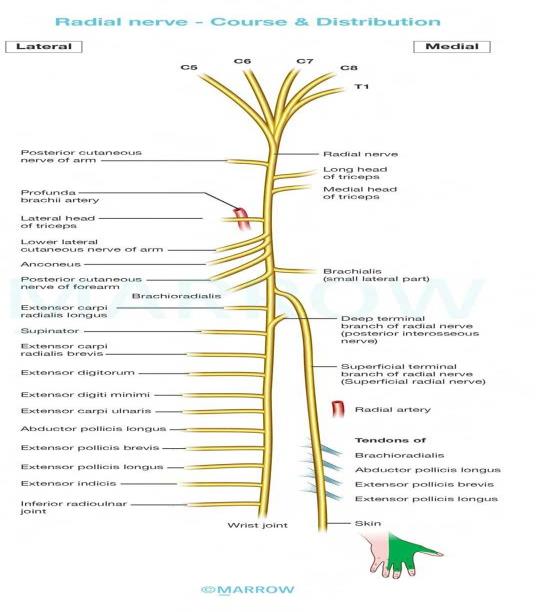 Radial nerve - Course & Distribution
Lateral
Medial
C5
C6
C7
C8
T1
Posterior cutaneous
nerve of arm
Profunda
brachii artery
Lateral head
of triceps
Lower lateral
cutaneous nerve of arm
Anconeus
Posterior cutaneous
nerve of forearm
Brachioradialis
Extensor carpi
radialis longus
Supinator
Extensor carpi
radialis brevis
Extensor digitorum
Extensor digiti minimi
Extensor carpi ulnaris
Abductor pollicis longus
Extensor pollicis brevis
Extensor pollicis longus
Extensor indicis
Inferior radioulnar
joint
Wrist joint
Radial nerve
Long head
of triceps
Medial head
of triceps
Brachialis
(small lateral part)
Deep terminal
branch of radial nerve
(posterior interosseous
nerve)
Superficial terminal
branch of radial nerve
(Superficial radial nerve)
Radial artery
Tendons of
Brachioradialis
Abductor pollicis longus
Extensor pollicis brevis
Extensor pollicis longus
Skin
MARROW
©MARROW